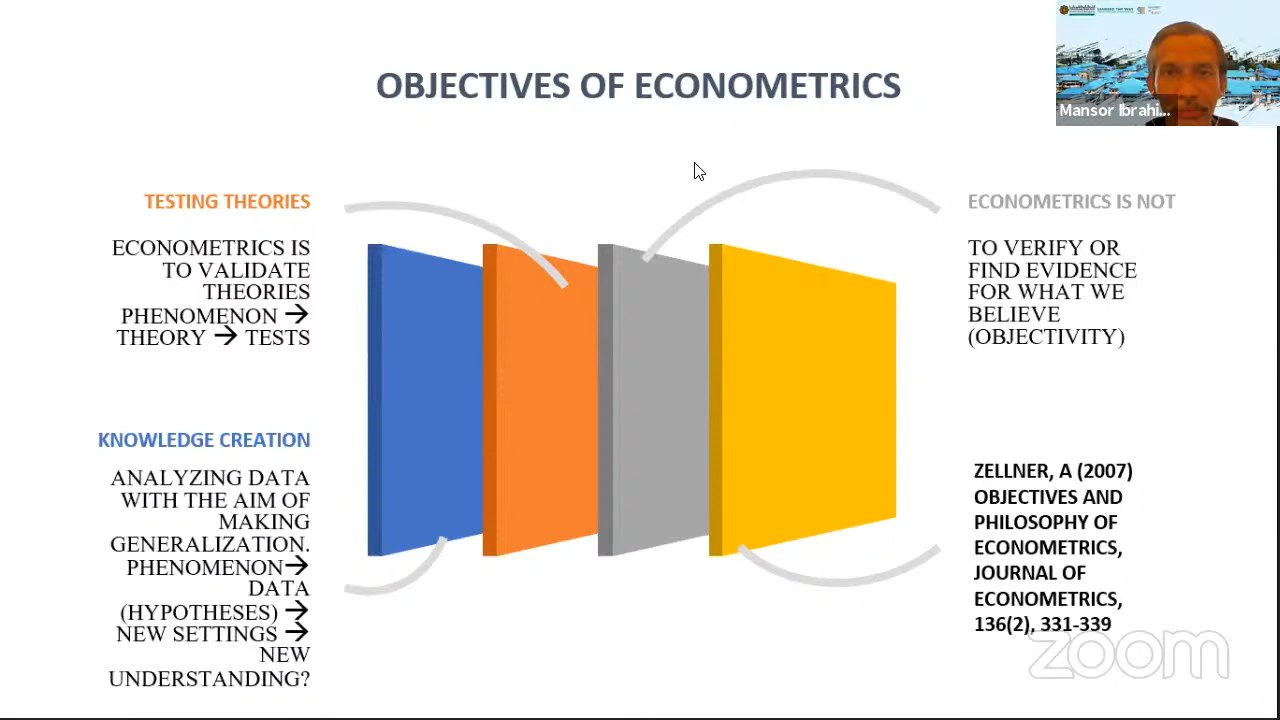 OBJECTIVES OF ECONOMETRICS
Mansor Ibrahi...
TESTING THEORIES
ECONOMETRICS IS
TO VALIDATE
THEORIES
PHENOMENON →
THEORY → TESTS
KNOWLEDGE CREATION
ANALYZING DATA
WITH THE AIM OF
MAKING
GENERALIZATION.
PHENOMENON→
DATA
(HYPOTHESES) →
NEW SETTINGS →
NEW
UNDERSTANDING?
ECONOMETRICS IS NOT
TO VERIFY OR
FIND EVIDENCE
FOR WHAT WE
BELIEVE
(OBJECTIVITY)
ZELLNER, A (2007)
OBJECTIVES AND
PHILOSOPHY OF
ECONOMETRICS,
JOURNAL OF
ECONOMETRICS,
136(2), 331-339
zoom